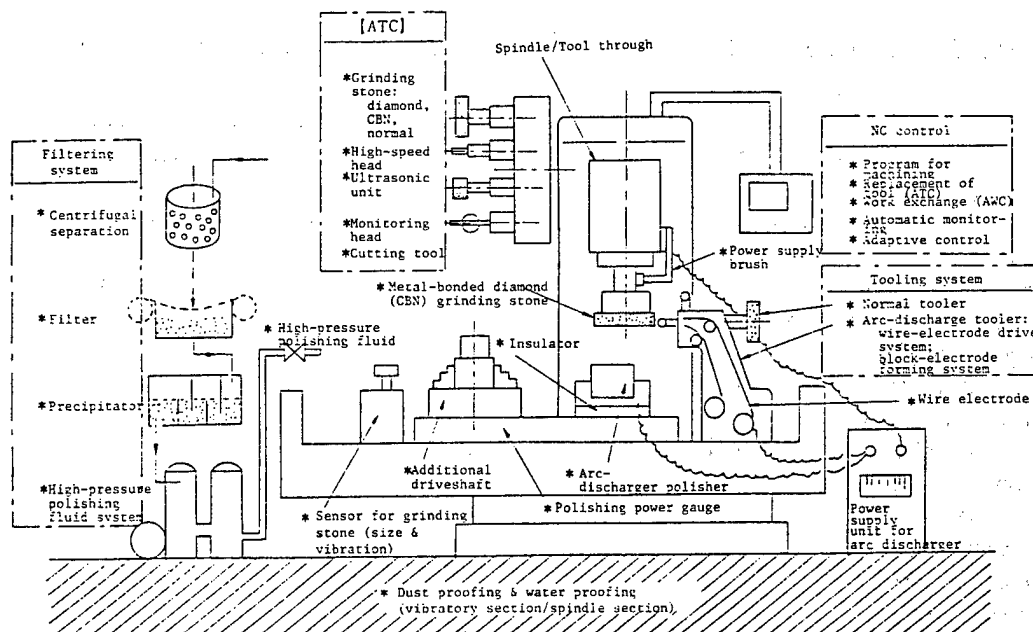 [ATC]
*Grinding
stone:
diamond,
CBN,
normal
*High-speed
head
*Ultrasonic
unit
*Monitoring
head
*Cutting tool
Spindle/Tool through
NC control
* Program for
machining
* Replacement of
tool (ATC)
* Work exchange (AWC)
* Automatic monitor-
ing
* Adaptive control
Filtering
system
* Centrifugal
separation
*Filter
*Precipitator
*High-pressure
polishing
fluid system
* High-pressure
polishing
fluid
*Power supply
brush
*Metal-bonded diamond
(CBN) grinding stone
* Insulator
Tooling system
* Normal tooler
* Arc-discharge tooler:
wire-electrode drive
system;
block-electrode
forming system
*Wire electrode
*Additional
driveshaft
* Arc-
discharger polisher
* Polishing power gauge
* Sensor for grinding
stone (size &
vibration)
Power
supply
unit for
arc discharger
* Dust proofing & water proofing
(vibratory section/spindle section)